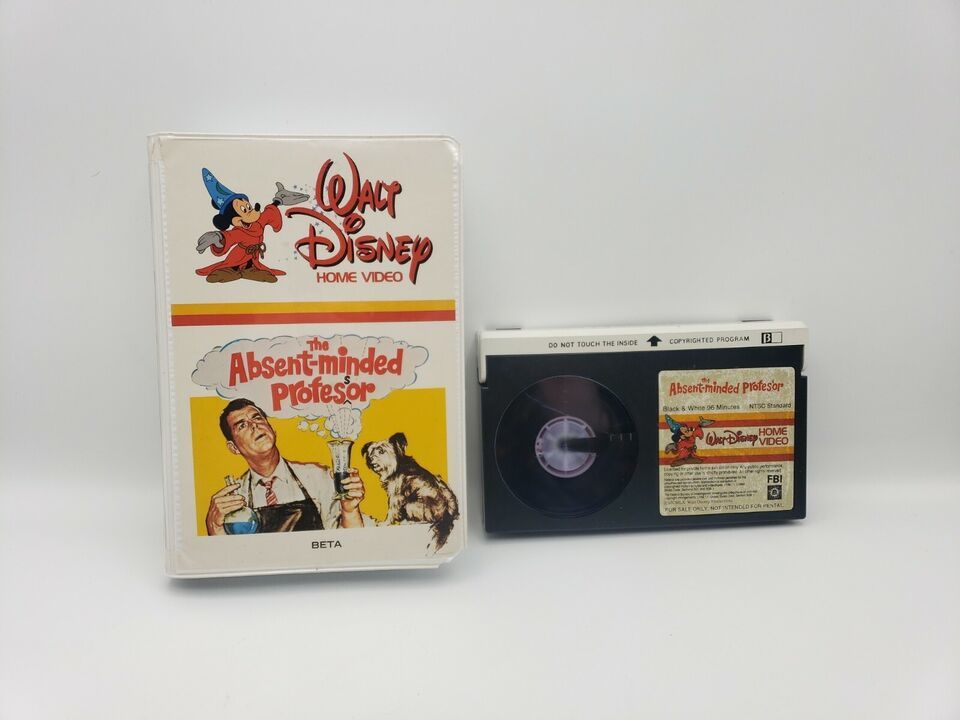 Walt
Disney
HOME VIDEO
The
Absent-minded
Profesor
s
BETA
DO NOT TOUCH THE INSIDE COPYRIGHTED PROGRAM B
The
Absent-minded Profesor
Black & White 96 Minutes NTSC Standard
Walt Disney HOME
VIDEO
FBI
FOR SALE ONLY, NOT INTENDED FOR RENTAL